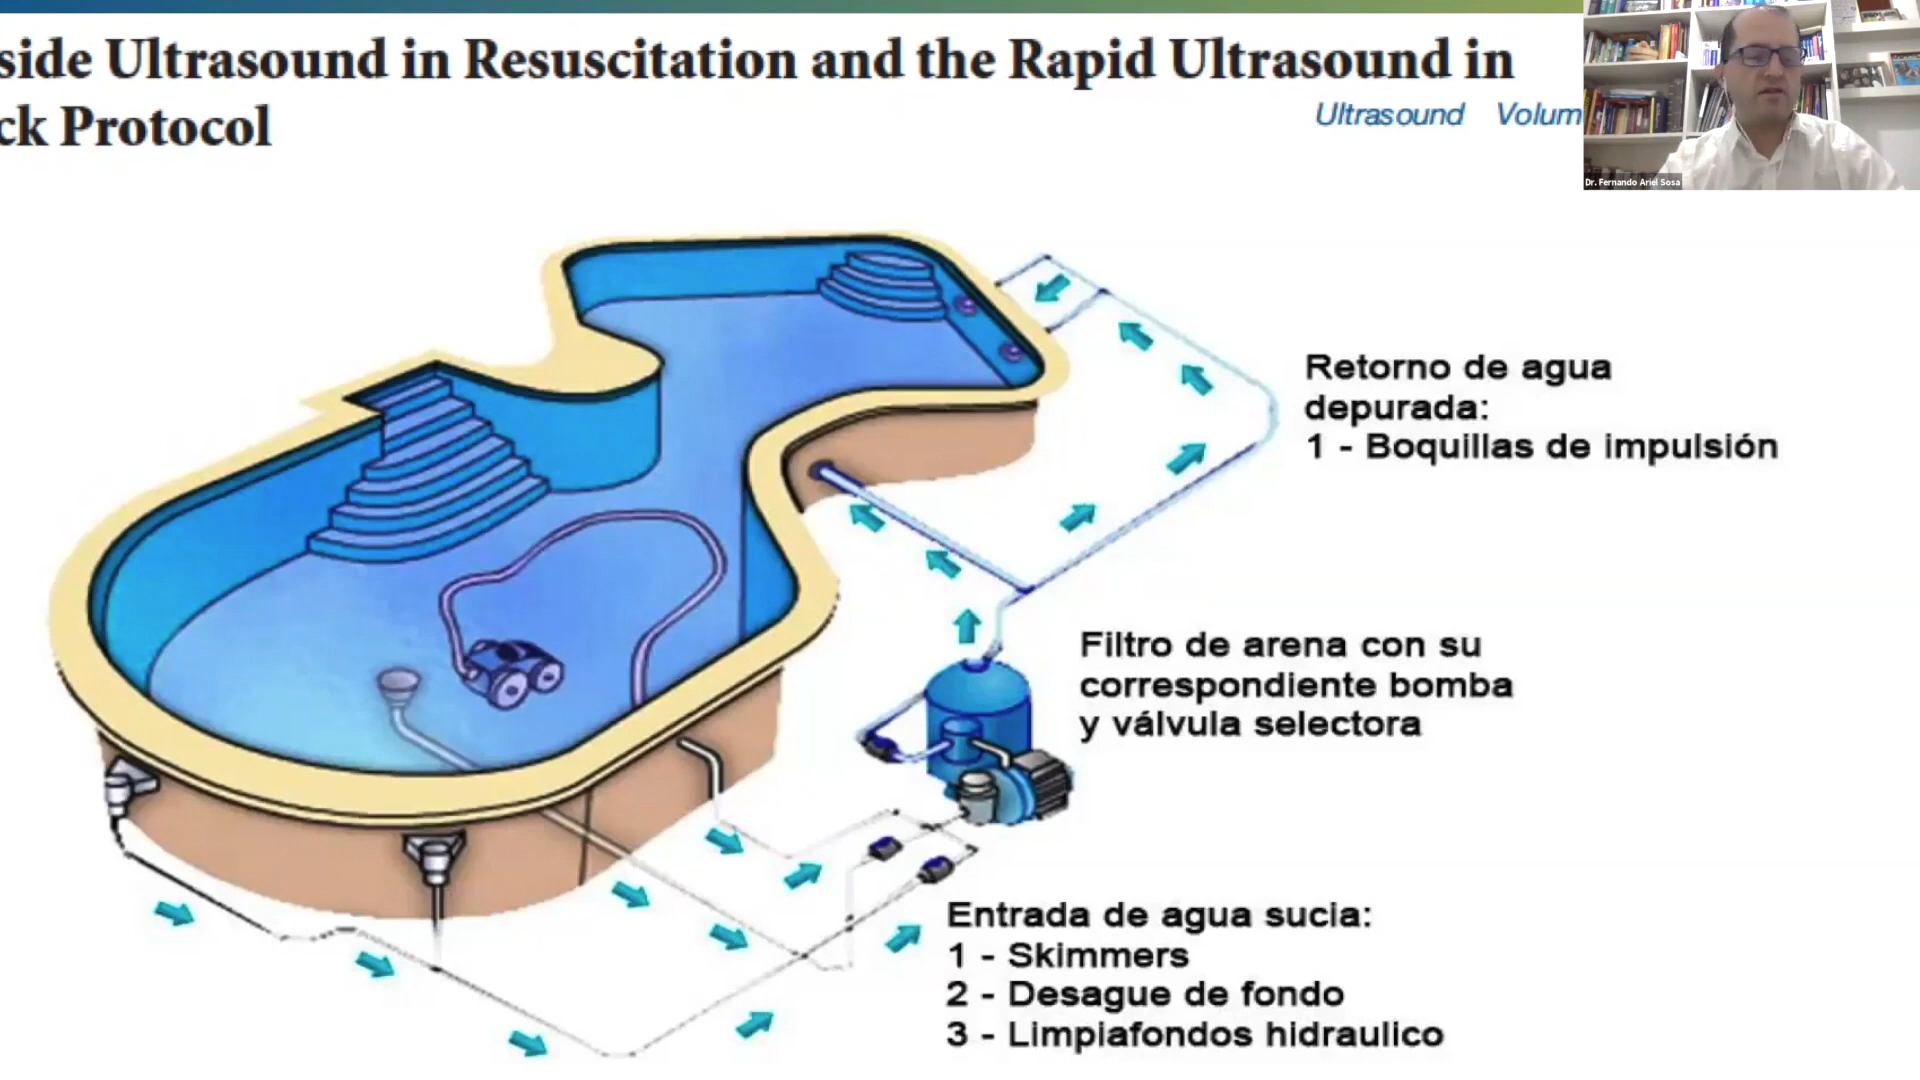 side Ultrasound in Resuscitation and the Rapid Ultrasound in
ck Protocol
Ultrasound Volum
Dr. Fernando Ariel Sosa
Retorno de agua
depurada:
1 - Boquillas de impulsión
Filtro de arena con su
correspondiente bomba
y válvula selectora
Entrada de agua sucia:
1 - Skimmers
2 - Desague de fondo
3 - Limpiafondos hidraulico